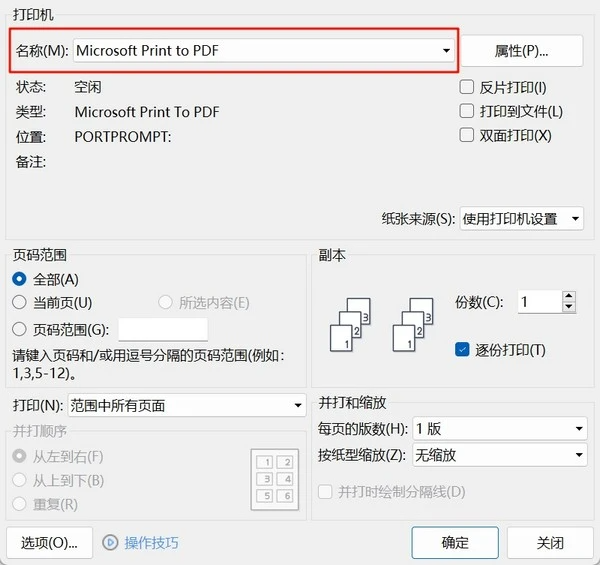 打印机
名称(M): Microsoft Print to PDF 属性(P)...
状态: 空闲 反片打印(I)
类型: Microsoft Print To PDF 打印到文件(L)
位置: PORTPROMPT: 双面打印(X)
备注:
纸张来源(S): 使用打印机设置
页码范围
全部(A)
当前页(U) 所选内容(E)
页码范围(G):
请键入页码和/或用逗号分隔的页码范围(例如:
1,3,5-12)。
副本
份数(C): 1
3 3
2 2
1 1
逐份打印(T)
打印(N): 范围中所有页面
并打顺序
从左到右(F)
从上到下(B)
重复(R)
1 2
3 4
5 6
并打和缩放
每页的版数(H): 1 版
按纸型缩放(Z): 无缩放
并打时绘制分隔线(D)
选项(O)... 操作技巧 确定 关闭